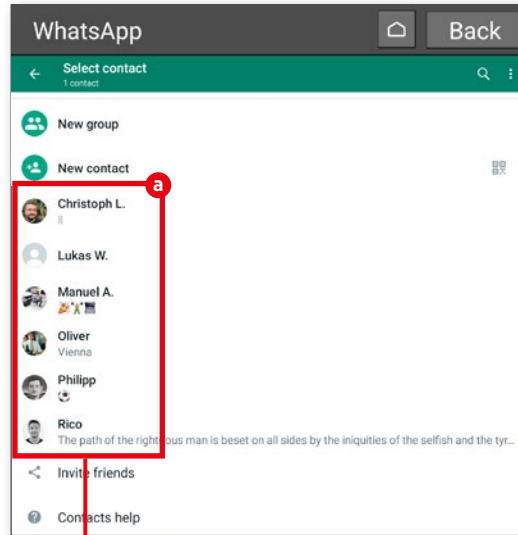 WhatsApp
Back
Select contact
1 contact
New group
New contact
a
Christoph L.
Lukas W.
Manuel A.
Oliver
Vienna
Philipp
Rico
The path of the righteous man is beset on all sides by the iniquities of the selfish and the tyr...
Invite friends
Contacts help